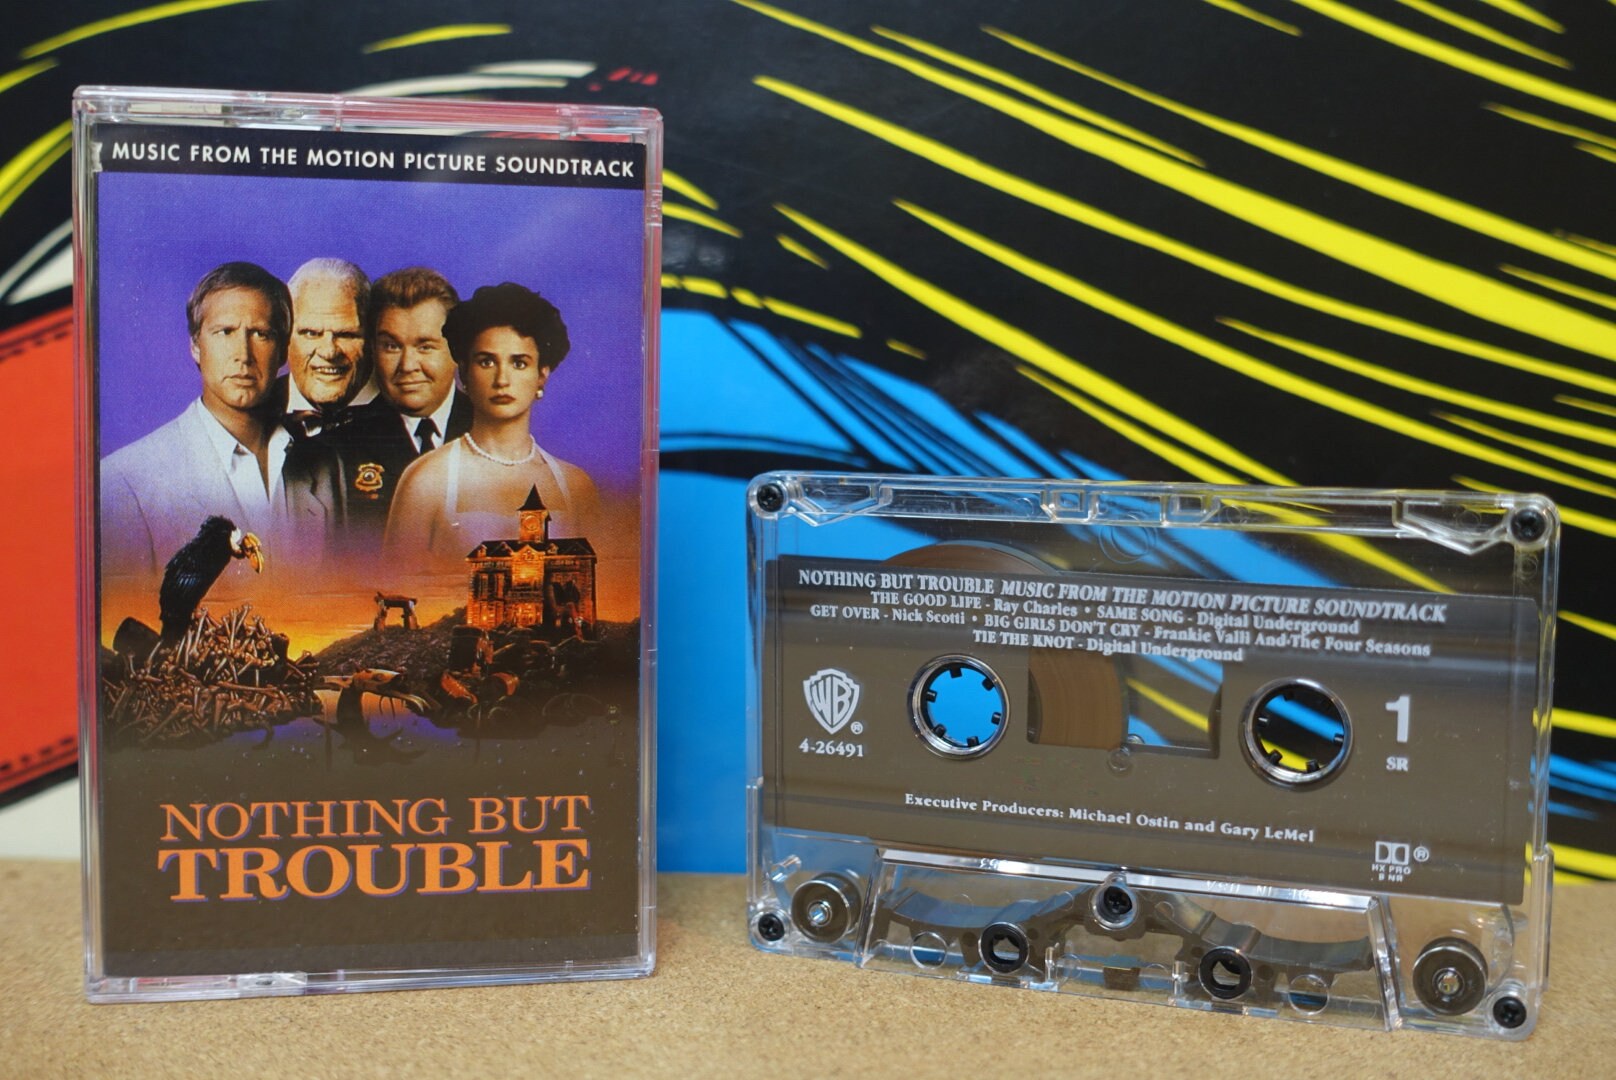 MUSIC FROM THE MOTION PICTURE SOUNDTRACK
NOTHING BUT
TROUBLE
NOTHING BUT TROUBLE MUSIC FROM THE MOTION PICTURE SOUNDTRACK
THE GOOD LIFE - Ray Charles • SAME SONG - Digital Underground
GET OVER - Nick Scotti • BIG GIRLS DON'T CRY - Frankie Valli And The Four Seasons
TIE THE KNOT - Digital Underground
WB ®
4-26491
1
SR
Executive Producers: Michael Ostin and Gary LeMel
®
HX PRO
B NR